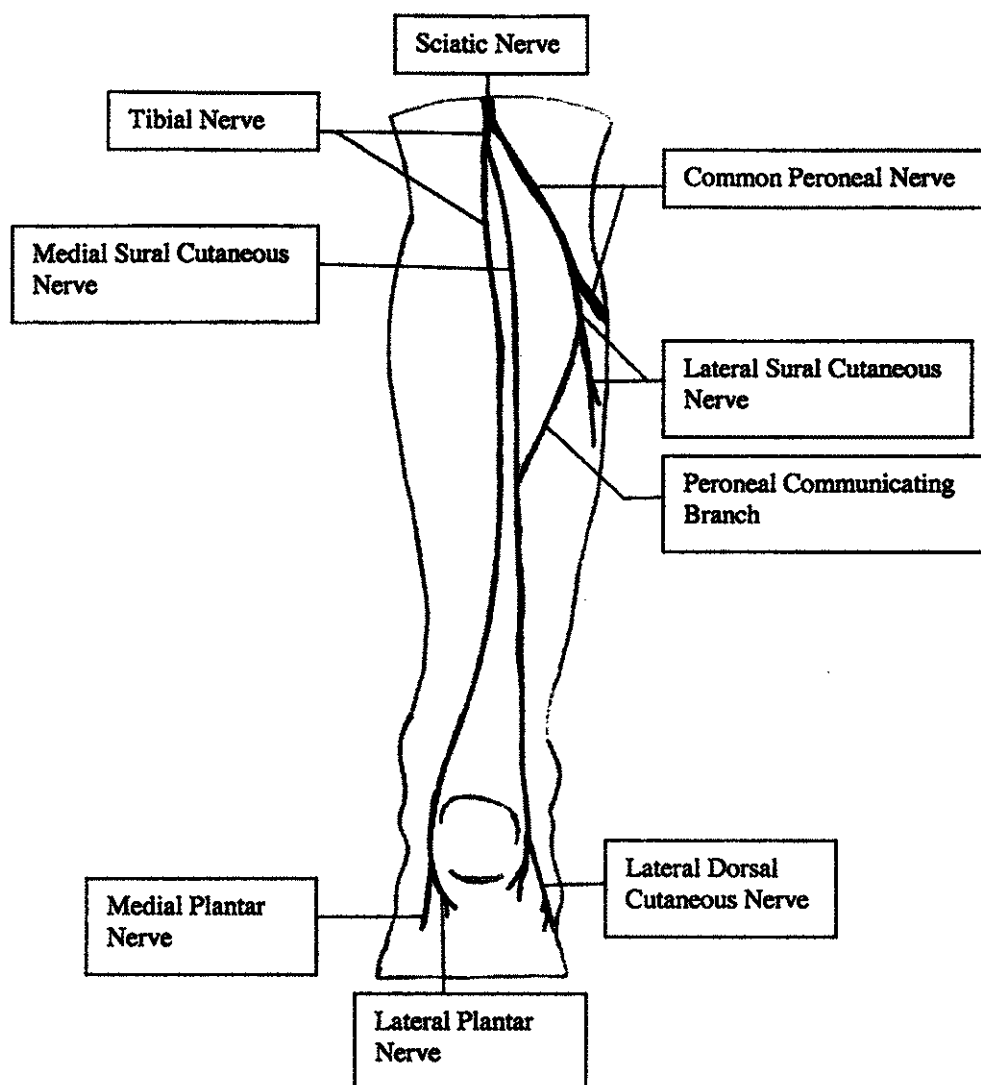 Sciatic Nerve
Tibial Nerve
Common Peroneal Nerve
Medial Sural Cutaneous
Nerve
Lateral Sural Cutaneous
Nerve
Peroneal Communicating
Branch
Lateral Dorsal
Cutaneous Nerve
Medial Plantar
Nerve
Lateral Plantar
Nerve